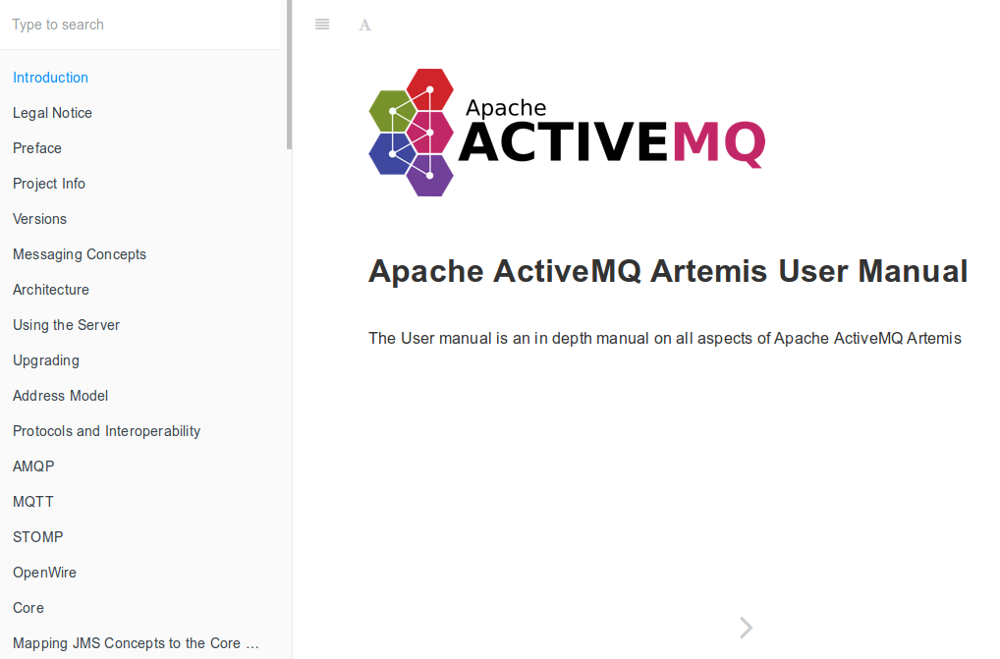 Type to search
A
Introduction
Legal Notice
Preface
Project Info
Versions
Messaging Concepts
Architecture
Using the Server
Upgrading
Address Model
Protocols and Interoperability
AMQP
MQTT
STOMP
OpenWire
Core
Mapping JMS Concepts to the Core …
Apache
ACTIVEMQ
Apache ActiveMQ Artemis User Manual
The User manual is an in depth manual on all aspects of Apache ActiveMQ Artemis